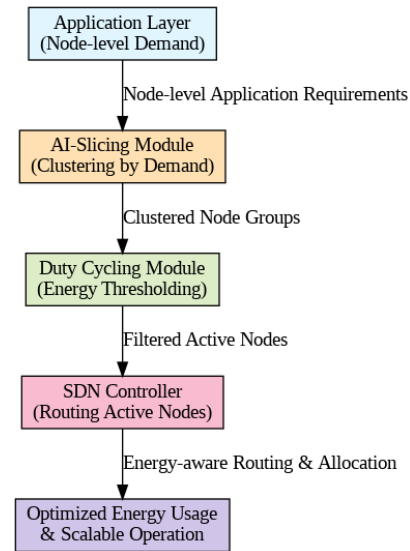 Application Layer
(Node-level Demand)
Node-level Application Requirements
AI-Slicing Module
(Clustering by Demand)
Clustered Node Groups
Duty Cycling Module
(Energy Thresholding)
Filtered Active Nodes
SDN Controller
(Routing Active Nodes)
Energy-aware Routing & Allocation
Optimized Energy Usage
& Scalable Operation